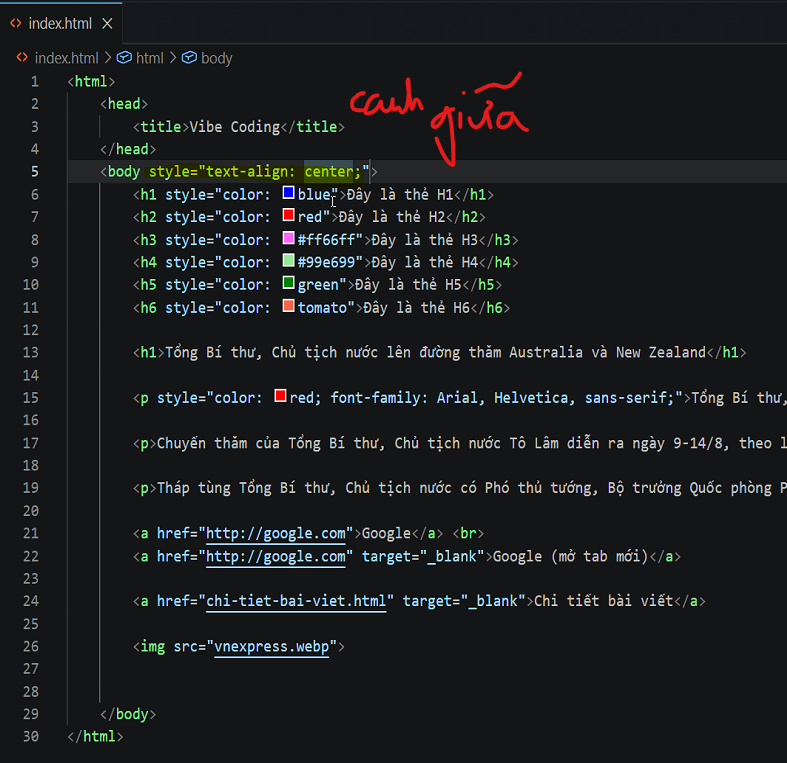 index.html
index.html > html > body
1 <html>
canh giữa
2 <head>
3 <title>Vibe Coding</title>
4 </head>
5 <body style="text-align: center;">
6 <h1 style="color: blue">Đây là thẻ H1</h1>
7 <h2 style="color: red">Đây là thẻ H2</h2>
8 <h3 style="color: #ff66ff">Đây là thẻ H3</h3>
9 <h4 style="color: #99e699">Đây là thẻ H4</h4>
10 <h5 style="color: green">Đây là thẻ H5</h5>
11 <h6 style="color: tomato">Đây là thẻ H6</h6>
12
13 <h1>Tổng Bí thư, Chủ tịch nước lên đường thăm Australia và New Zealand</h1>
14
15 <p style="color: red; font-family: Arial, Helvetica, sans-serif;">Tổng Bí thư,
16
17 <p>Chuyến thăm của Tổng Bí thư, Chủ tịch nước Tô Lâm diễn ra ngày 9-14/8, theo l
18
19 <p>Tháp tùng Tổng Bí thư, Chủ tịch nước có Phó thủ tướng, Bộ trưởng Quốc phòng P
20
21 <a href="http://google.com">Google</a> <br>
22 <a href="http://google.com" target="_blank">Google (mở tab mới)</a>
23
24 <a href="chi-tiet-bai-viet.html" target="_blank">Chi tiết bài viết</a>
25
26 <img src="vnexpress.webp">
27
28
29 </body>
30 </html>